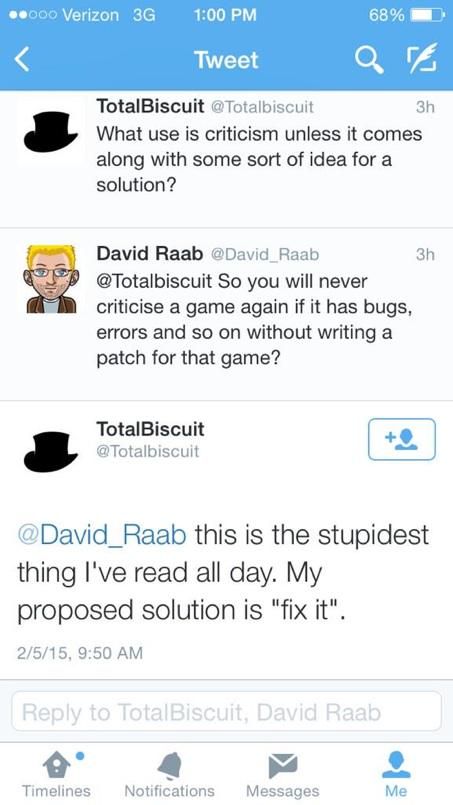 Verizon 3G 1:00 PM 68%
Tweet
TotalBiscuit @Totalbiscuit 3h
What use is criticism unless it comes
along with some sort of idea for a
solution?
David Raab @David_Raab 3h
@Totalbiscuit So you will never
criticise a game again if it has bugs,
errors and so on without writing a
patch for that game?
TotalBiscuit
@Totalbiscuit
@David_Raab this is the stupidest
thing I've read all day. My
proposed solution is "fix it".
2/5/15, 9:50 AM
Reply to TotalBiscuit, David Raab
Timelines Notifications Messages Me